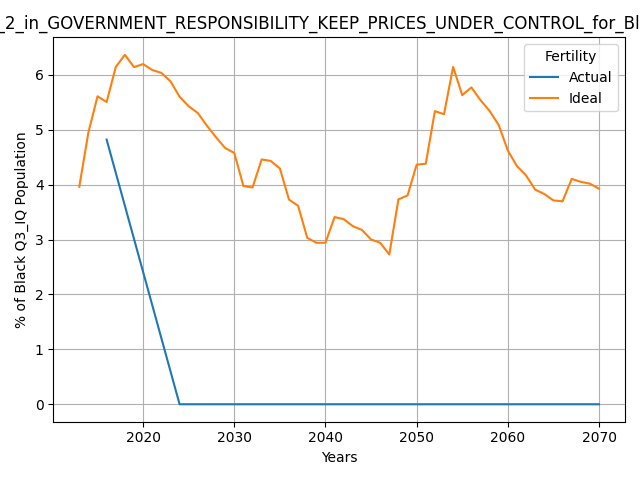 _2_in_GOVERNMENT_RESPONSIBILITY_KEEP_PRICES_UNDER_CONTROL_for_Bl
Fertility
Actual
Ideal
% of Black Q3_IQ Population
6
5
4
3
2
1
0
2020 2030 2040 2050 2060 2070
Years